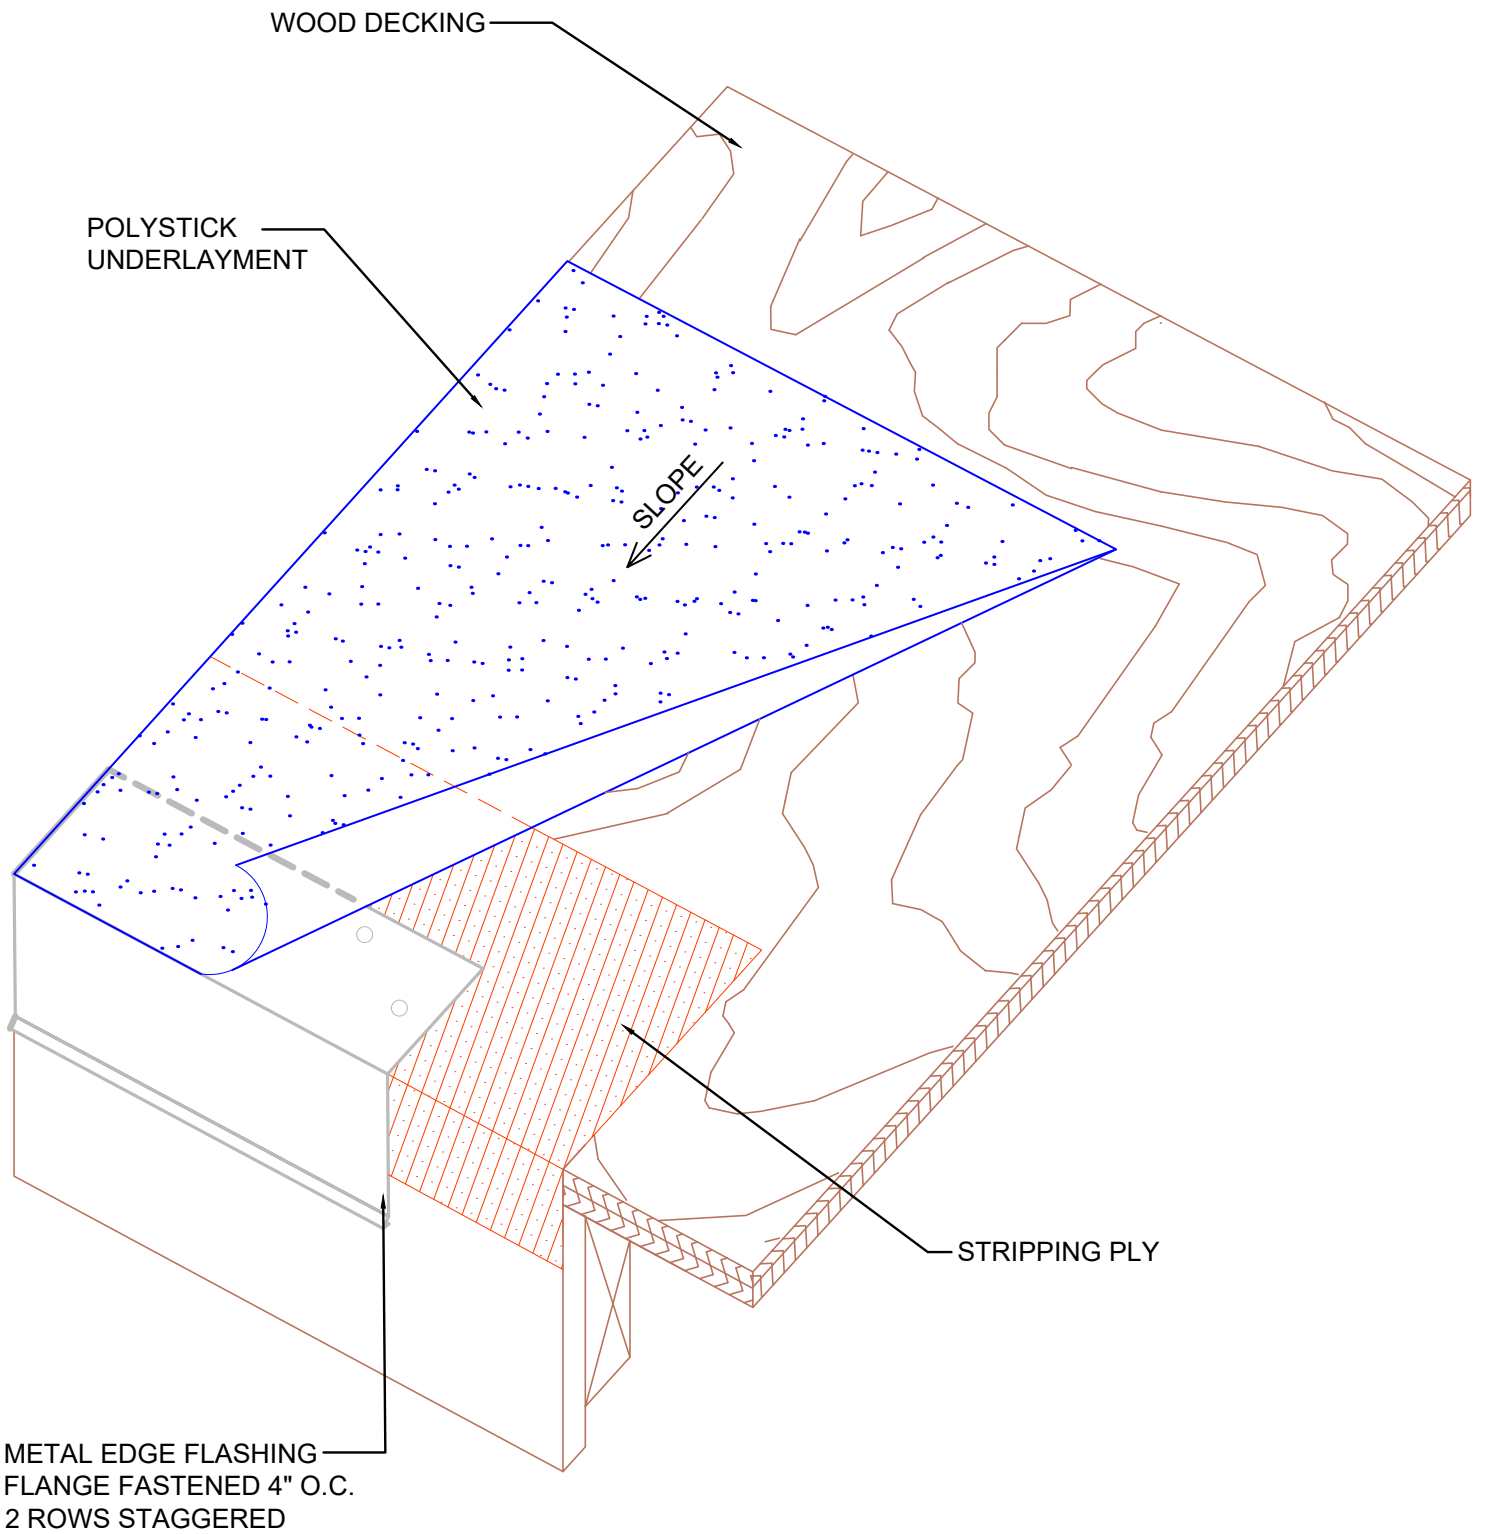 WOOD DECKING
POLYSTICK
UNDERLAYMENT
SLOPE
STRIPPING PLY
METAL EDGE FLASHING
FLANGE FASTENED 4" O.C.
2 ROWS STAGGERED